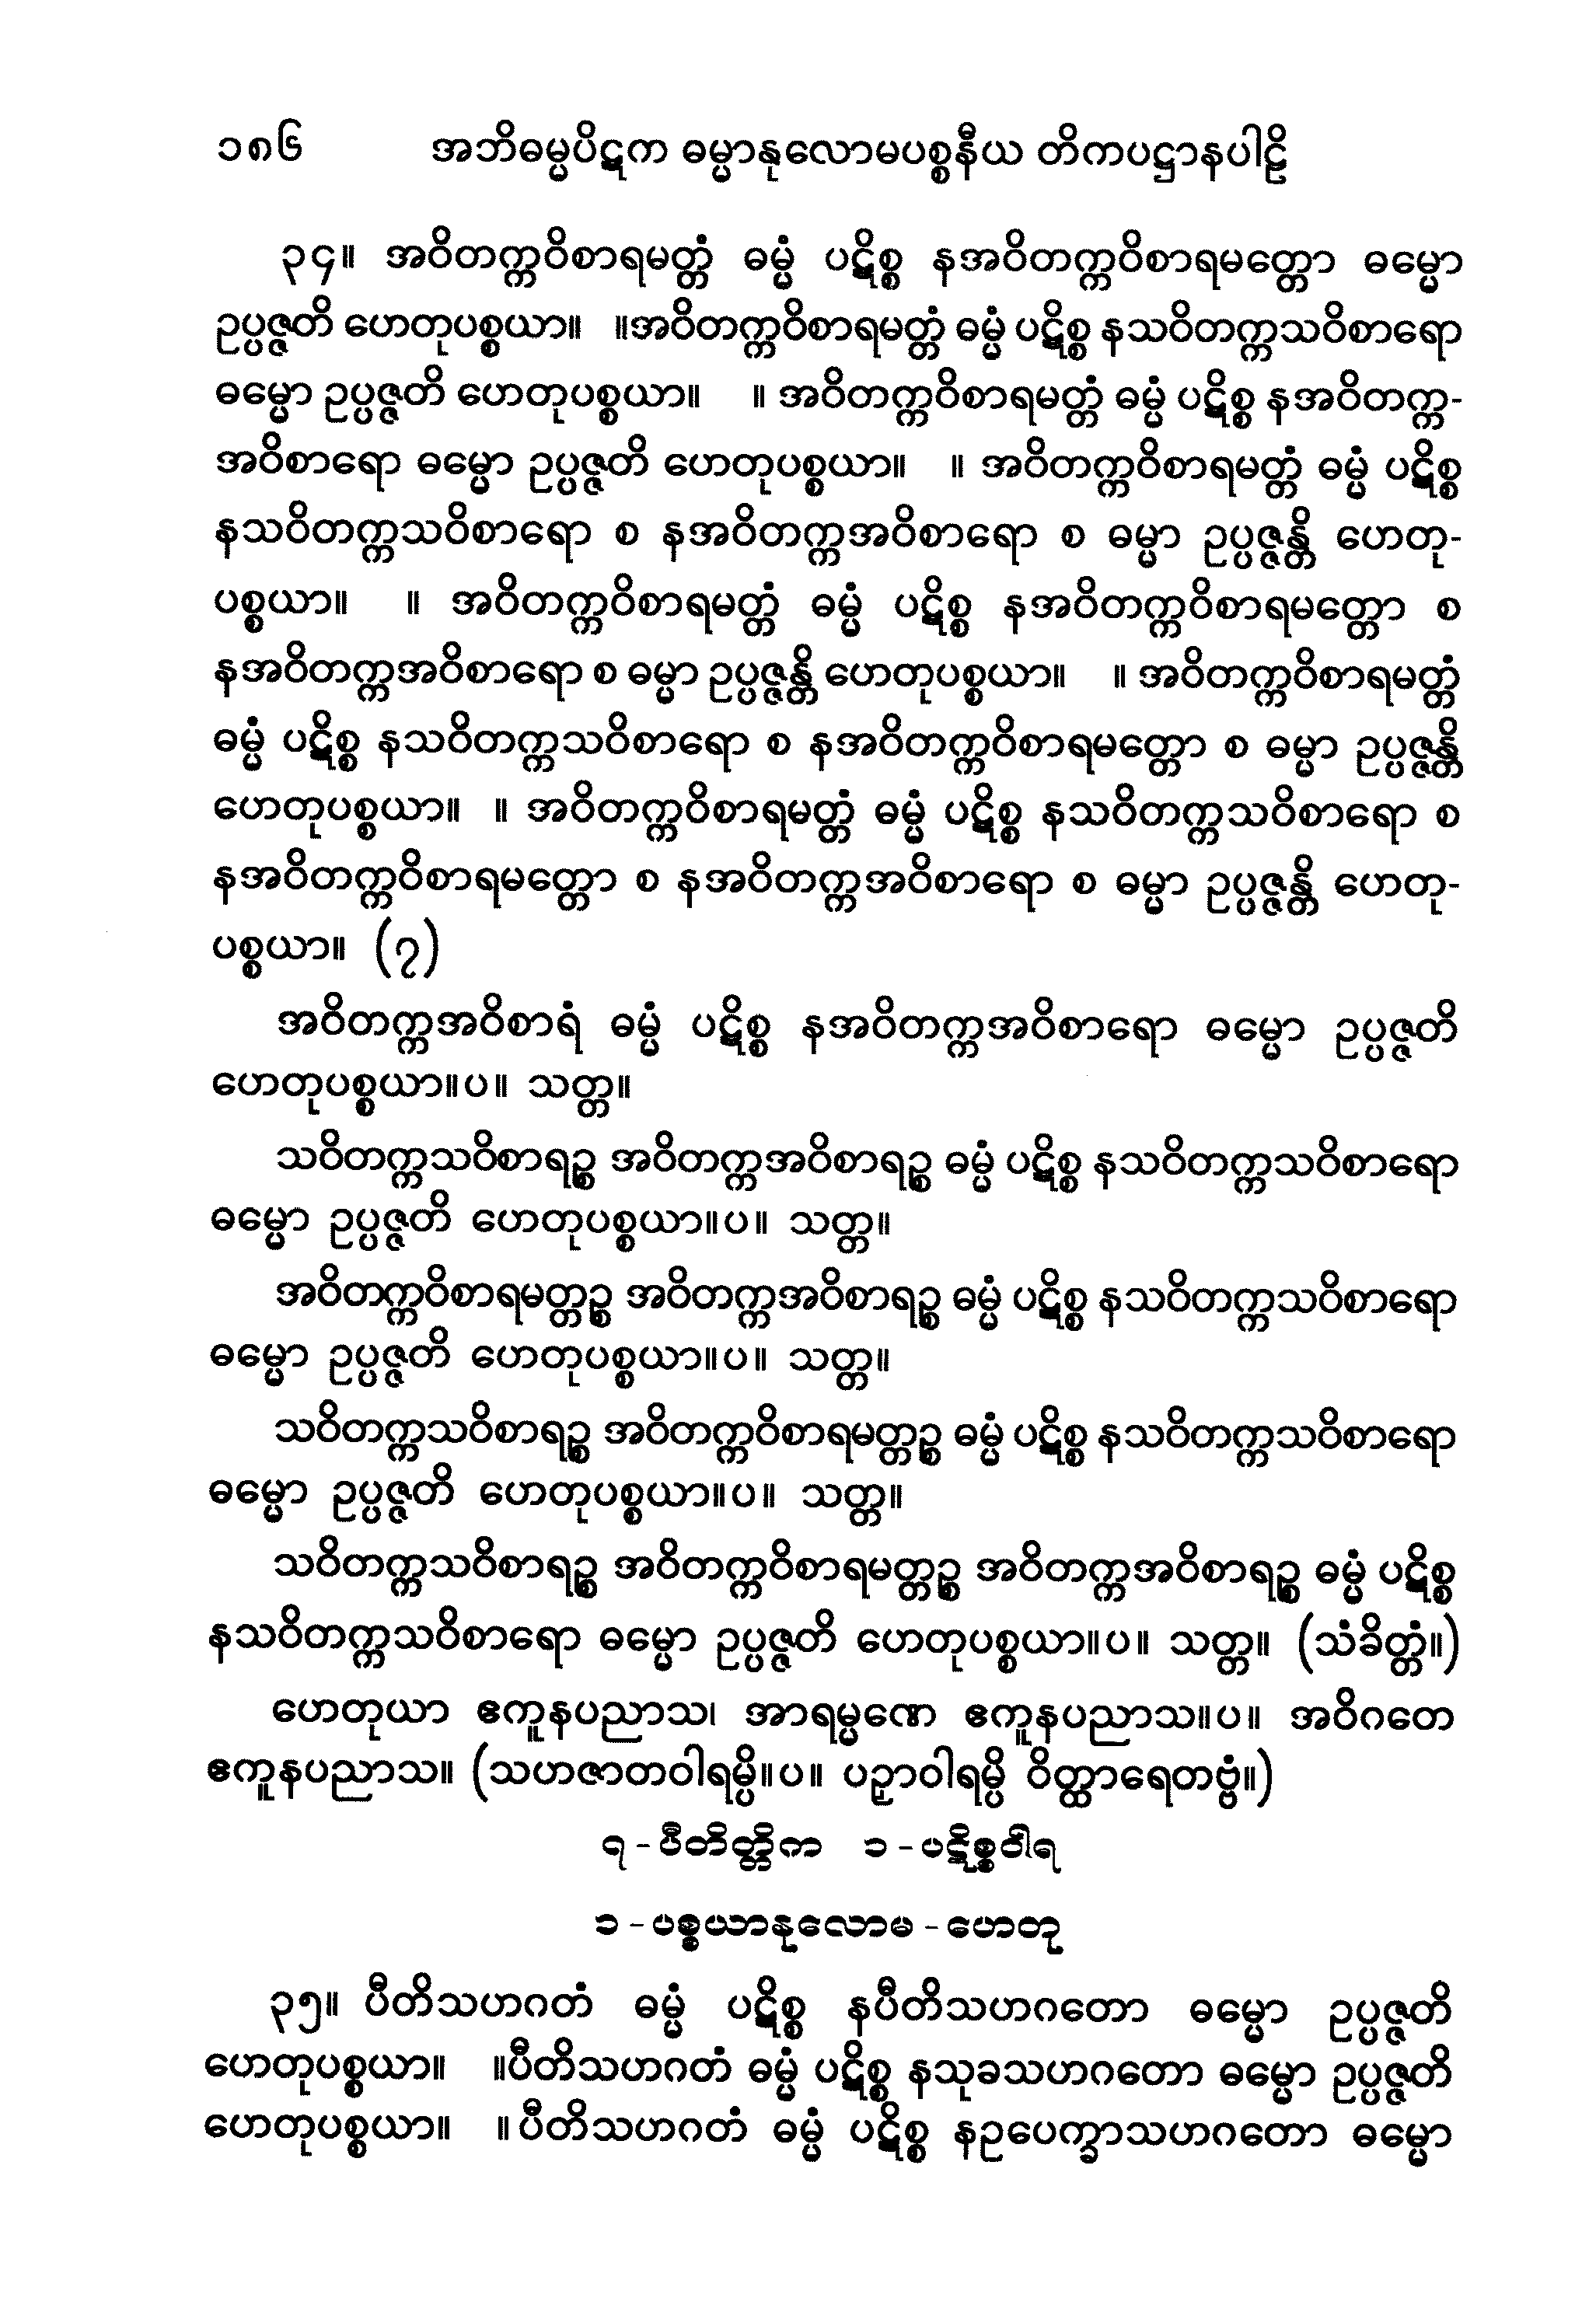 ၁၈၆ အဘိဓမ္မပိဋက ဓမ္မာနုလောမပစ္စနီယ တိကပဋ္ဌာနပါဠိ
၃၄။ အဝိတက္ကဝိစာရမတ္တံ ဓမ္မံ ပဋိစ္စ နအဝိတက္ကဝိစာရမတ္တော ဓမ္မော
ဥပ္ပဇ္ဇတိ ဟေတုပစ္စယာ။ ။အဝိတက္ကဝိစာရမတ္တံ ဓမ္မံ ပဋိစ္စ နသဝိတက္ကသဝိစာရော
ဓမ္မော ဥပ္ပဇ္ဇတိ ဟေတုပစ္စယာ။ ။ အဝိတက္ကဝိစာရမတ္တံ ဓမ္မံ ပဋိစ္စ နအဝိတက္က-
အဝိစာရော ဓမ္မော ဥပ္ပဇ္ဇတိ ဟေတုပစ္စယာ။ ။ အဝိတက္ကဝိစာရမတ္တံ ဓမ္မံ ပဋိစ္စ
နသဝိတက္ကသဝိစာရော စ နအဝိတက္ကအဝိစာရော စ ဓမ္မာ ဥပ္ပဇ္ဇန္တိ ဟေတု-
ပစ္စယာ။ ။ အဝိတက္ကဝိစာရမတ္တံ ဓမ္မံ ပဋိစ္စ နအဝိတက္ကဝိစာရမတ္တော စ
နအဝိတက္ကအဝိစာရော စ ဓမ္မာ ဥပ္ပဇ္ဇန္တိ ဟေတုပစ္စယာ။ ။ အဝိတက္ကဝိစာရမတ္တံ
ဓမ္မံ ပဋိစ္စ နသဝိတက္ကသဝိစာရော စ နအဝိတက္ကဝိစာရမတ္တော စ ဓမ္မာ ဥပ္ပဇ္ဇန္တိ
ဟေတုပစ္စယာ။ ။ အဝိတက္ကဝိစာရမတ္တံ ဓမ္မံ ပဋိစ္စ နသဝိတက္ကသဝိစာရော စ
နအဝိတက္ကဝိစာရမတ္တော စ နအဝိတက္ကအဝိစာရော စ ဓမ္မာ ဥပ္ပဇ္ဇန္တိ ဟေတု-
ပစ္စယာ။ (၇)
အဝိတက္ကအဝိစာရံ ဓမ္မံ ပဋိစ္စ နအဝိတက္ကအဝိစာရော ဓမ္မော ဥပ္ပဇ္ဇတိ
ဟေတုပစ္စယာ။ပ။ သတ္တ။
သဝိတက္ကသဝိစာရဉ္စ အဝိတက္ကအဝိစာရဉ္စ ဓမ္မံ ပဋိစ္စ နသဝိတက္ကသဝိစာရော
ဓမ္မော ဥပ္ပဇ္ဇတိ ဟေတုပစ္စယာ။ပ။ သတ္တ။
အဝိတက္ကဝိစာရမတ္တဉ္စ အဝိတက္ကအဝိစာရဉ္စ ဓမ္မံ ပဋိစ္စ နသဝိတက္ကသဝိစာရော
ဓမ္မော ဥပ္ပဇ္ဇတိ ဟေတုပစ္စယာ။ပ။ သတ္တ။
သဝိတက္ကသဝိစာရဉ္စ အဝိတက္ကဝိစာရမတ္တဉ္စ ဓမ္မံ ပဋိစ္စ နသဝိတက္ကသဝိစာရော
ဓမ္မော ဥပ္ပဇ္ဇတိ ဟေတုပစ္စယာ။ပ။ သတ္တ။
သဝိတက္ကသဝိစာရဉ္စ အဝိတက္ကဝိစာရမတ္တဉ္စ အဝိတက္ကအဝိစာရဉ္စ ဓမ္မံ ပဋိစ္စ
နသဝိတက္ကသဝိစာရော ဓမ္မော ဥပ္ပဇ္ဇတိ ဟေတုပစ္စယာ။ပ။ သတ္တ။ (သံခိတ္တံ။)
ဟေတုယာ ဧကူနပညာသ၊ အာရမ္မဏေ ဧကူနပညာသ။ပ။ အဝိဂတေ
ဧကူနပညာသ။ (သဟဇာတဝါရမ္ပိ။ပ။ ပဉှာဝါရမ္ပိ ဝိတ္ထာရေတဗ္ဗံ။)
၇ - ပီတိတ္တိက ၁ - ပဋိစ္စဝါရ
၁ - ပစ္စယာနုလောမ - ဟေတု
၃၅။ ပီတိသဟဂတံ ဓမ္မံ ပဋိစ္စ နပီတိသဟဂတော ဓမ္မော ဥပ္ပဇ္ဇတိ
ဟေတုပစ္စယာ။ ။ပီတိသဟဂတံ ဓမ္မံ ပဋိစ္စ နသုခသဟဂတော ဓမ္မော ဥပ္ပဇ္ဇတိ
ဟေတုပစ္စယာ။ ။ ပီတိသဟဂတံ ဓမ္မံ ပဋိစ္စ နဥပေက္ခာသဟဂတော ဓမ္မော